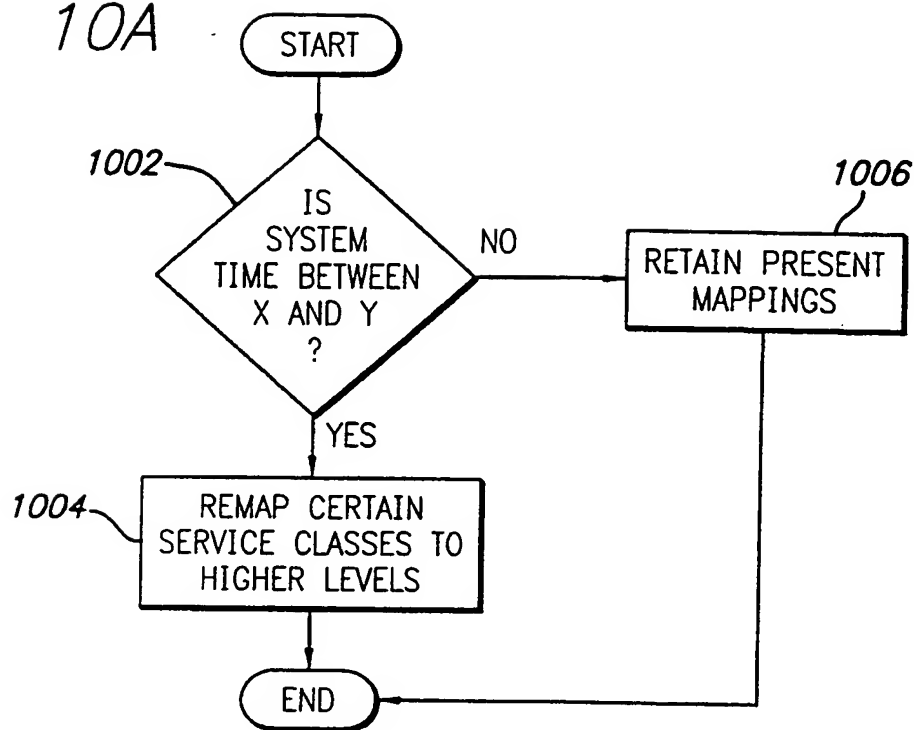 10A
START
1002
IS
SYSTEM
TIME BETWEEN
X AND Y
?
NO
1006
RETAIN PRESENT
MAPPINGS
YES
1004
REMAP CERTAIN
SERVICE CLASSES TO
HIGHER LEVELS
END